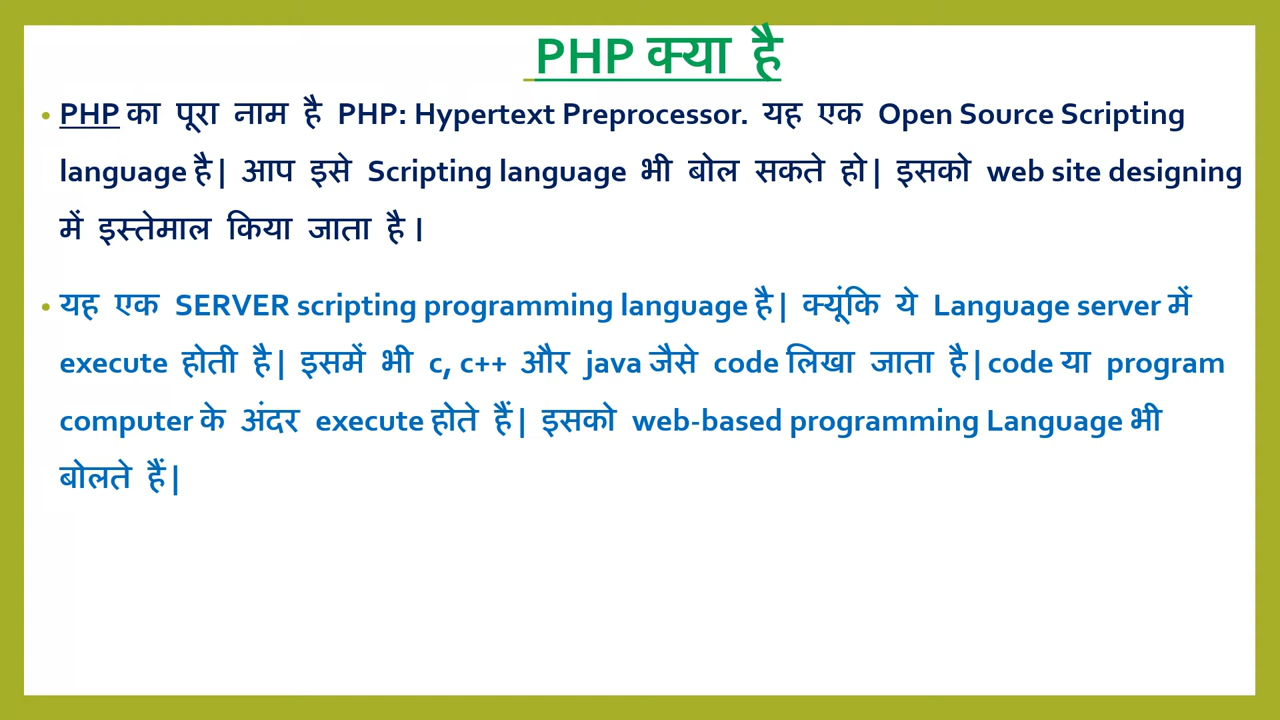 PHP क्या है
• PHP का पूरा नाम है PHP: Hypertext Preprocessor. यह एक Open Source Scripting
language है| आप इसे Scripting language भी बोल सकते हो| इसको web site designing
में इस्तेमाल किया जाता है ।
• यह एक SERVER scripting programming language है| क्यूंकि ये Language server में
execute होती है| इसमें भी c, c++ और java जैसे code लिखा जाता है| code या program
computer के अंदर execute होते हैं| इसको web-based programming Language भी
बोलते हैं|